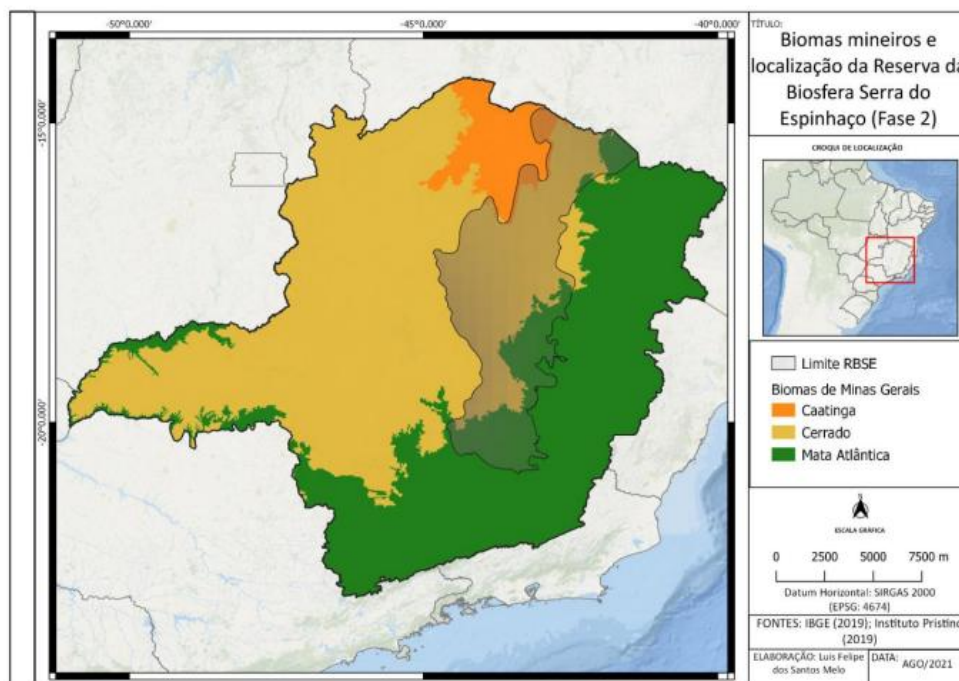 -50°0.000'
-45°0.000'
-40°0.000'
-15°0.000'
-20°0.000'
TÍTULO:
Biomas mineiros e
localização da Reserva da
Biosfera Serra do
Espinhaço (Fase 2)
CROQUI DE LOCALIZAÇÃO
Limite RBSE
Biomas de Minas Gerais
Caatinga
Cerrado
Mata Atlântica
ESCALA GRÁFICA
0 2500 5000 7500 m
Datum Horizontal: SIRGAS 2000
(EPSG: 4674)
FONTES: IBGE (2019); Instituto Pristino
(2019)
ELABORAÇÃO: Luis Felipe
dos Santos Melo
DATA: AGO/2021